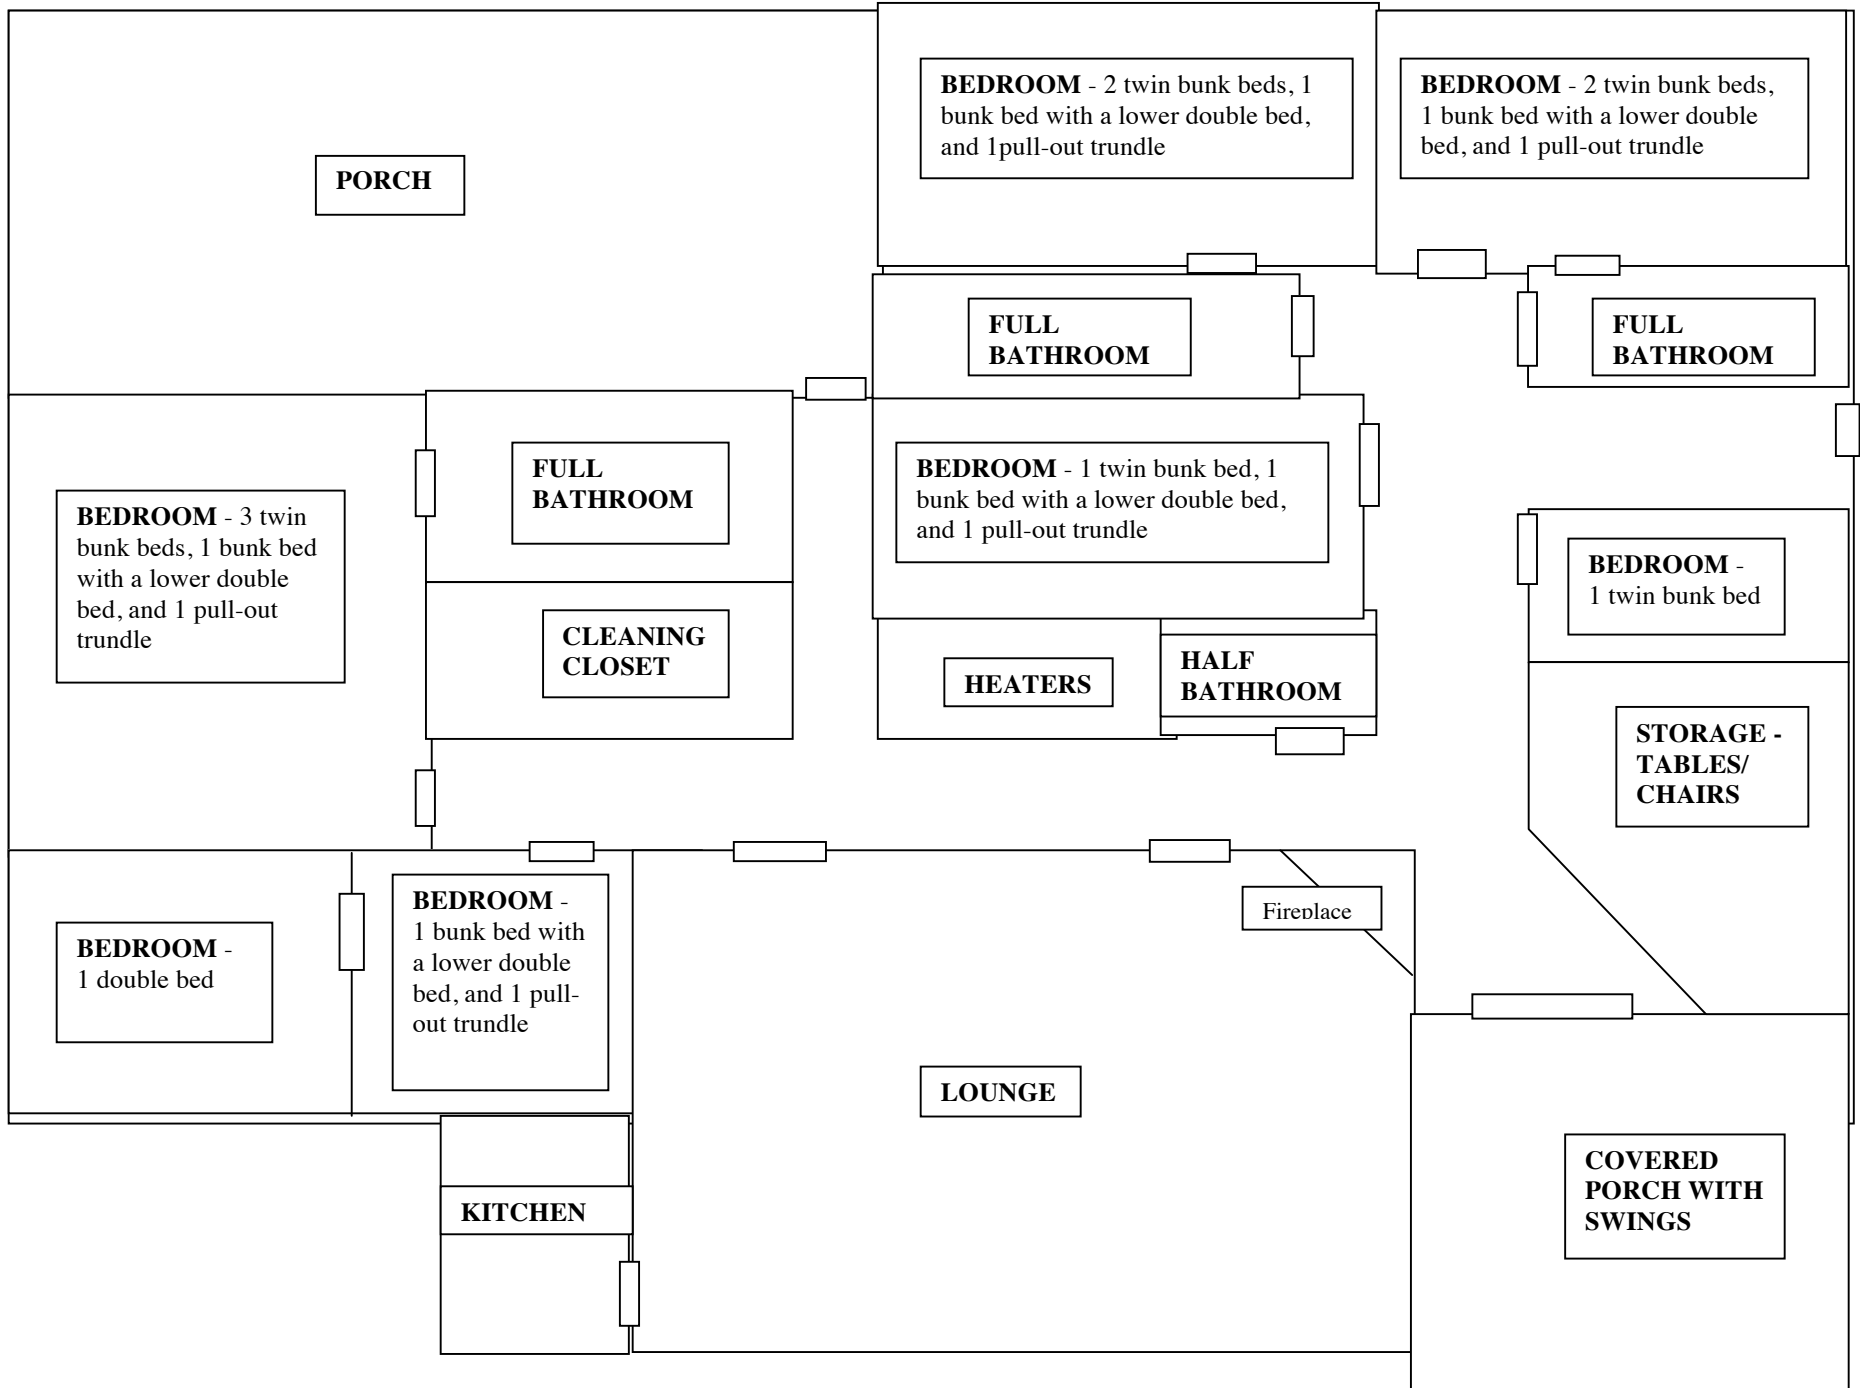 BEDROOM - 2 twin bunk beds, 1
bunk bed with a lower double bed,
and 1pull-out trundle
BEDROOM - 2 twin bunk beds,
1 bunk bed with a lower double
bed, and 1 pull-out trundle
PORCH
FULL
BATHROOM
FULL
BATHROOM
FULL
BATHROOM
BEDROOM - 1 twin bunk bed, 1
bunk bed with a lower double bed,
and 1 pull-out trundle
BEDROOM - 3 twin
bunk beds, 1 bunk bed
with a lower double
bed, and 1 pull-out
trundle
BEDROOM -
1 twin bunk bed
CLEANING
CLOSET
HEATERS
HALF
BATHROOM
STORAGE -
TABLES/
CHAIRS
BEDROOM -
1 double bed
BEDROOM -
1 bunk bed with
a lower double
bed, and 1 pull-
out trundle
Fireplace
LOUNGE
KITCHEN
COVERED
PORCH WITH
SWINGS